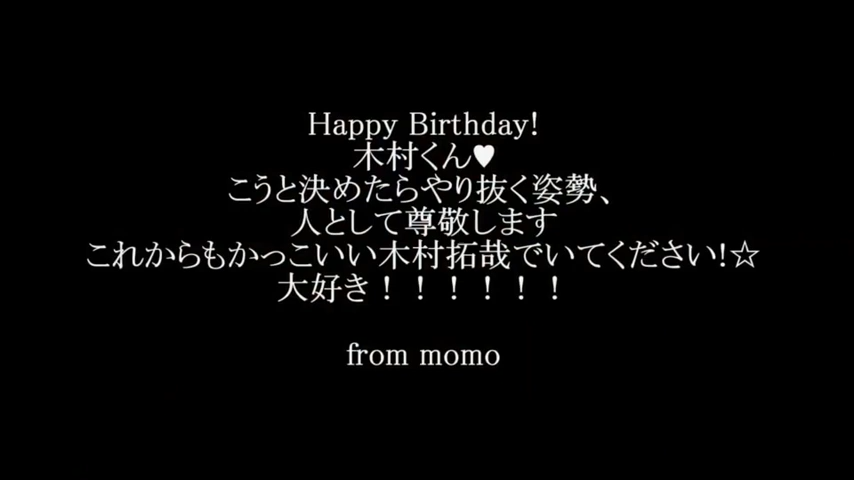 Happy Birthday!
木村くん♥
こうと決めたらやり抜く姿勢、
人として尊敬します
これからもかっこいい木村拓哉でいてください!☆
大好き！！！！！！
from momo